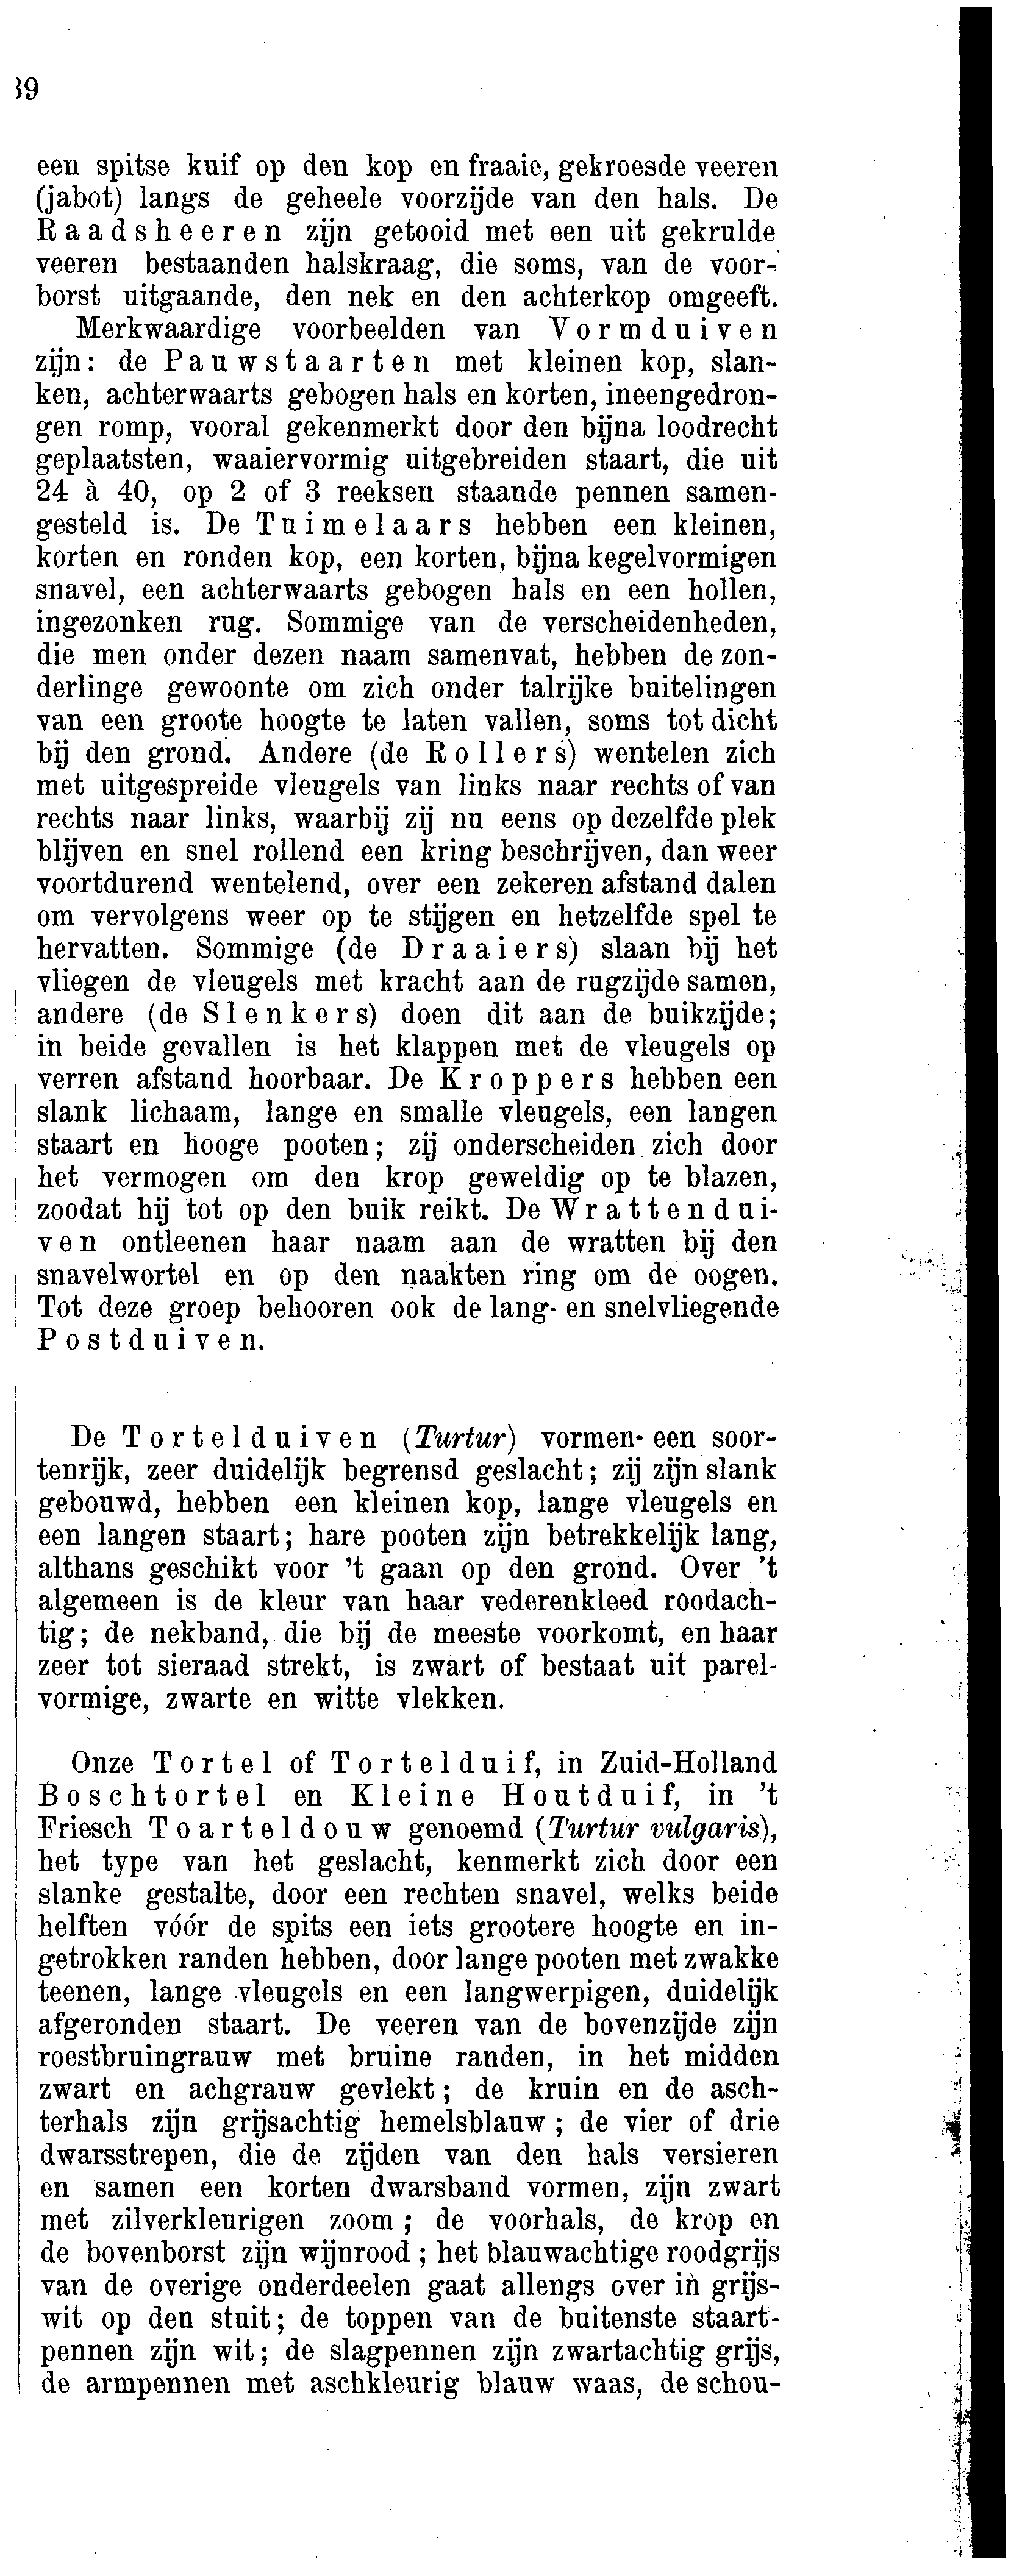 39
een spitse kuif op den kop en fraaie, gekroesde veeren
(jabot) langs de geheele voorzijde van den hals. De
Raadsheeren zijn getooid met een uit gekrulde
veeren bestaanden halskraag, die soms, van de voor-
borst uitgaande, den nek en den achterkop omgeeft.
Merkwaardige voorbeelden van Vormduiven
zijn: de Pauwstaarten met kleinen kop, slan-
ken, achterwaarts gebogen hals en korten, ineengedron-
gen romp, vooral gekenmerkt door den bijna loodrecht
geplaatsten, waaiervormig uitgebreiden staart, die uit
24 à 40, op 2 of 3 reeksen staande pennen samen-
gesteld is. De Tuimelaars hebben een kleinen,
korten en ronden kop, een korten, bijna kegelvormigen
snavel, een achterwaarts gebogen hals en een hollen,
ingezonken rug. Sommige van de verscheidenheden,
die men onder dezen naam samenvat, hebben de zon-
derlinge gewoonte om zich onder talrijke buitelingen
van een groote hoogte te laten vallen, soms tot dicht
bij den grond. Andere (de Rollers) wentelen zich
met uitgespreide vleugels van links naar rechts of van
rechts naar links, waarbij zij nu eens op dezelfde plek
blijven en snel rollend een kring beschrijven, dan weer
voortdurend wentelend, over een zekeren afstand dalen
om vervolgens weer op te stijgen en hetzelfde spel te
hervatten. Sommige (de Draaiers) slaan bij het
vliegen de vleugels met kracht aan de rugzijde samen,
andere (de Slenkers) doen dit aan de buikzijde;
in beide gevallen is het klappen met de vleugels op
verren afstand hoorbaar. De Kroppers hebben een
slank lichaam, lange en smalle vleugels, een langen
staart en hooge pooten; zij onderscheiden zich door
het vermogen om den krop geweldig op te blazen,
zoodat hij tot op den buik reikt. De Wrattendui-
ven ontleenen haar naam aan de wratten bij den
snavelwortel en op den naakten ring om de oogen.
Tot deze groep behooren ook de lang- en snelvliegende
Postduiven.
De Tortelduiven (Turtur) vormen een soor-
tenrijk, zeer duidelijk begrensd geslacht; zij zijn slank
gebouwd, hebben een kleinen kop, lange vleugels en
een langen staart; hare pooten zijn betrekkelijk lang,
althans geschikt voor 't gaan op den grond. Over 't
algemeen is de kleur van haar vederenkleed roodach-
tig; de nekband, die bij de meeste voorkomt, en haar
zeer tot sieraad strekt, is zwart of bestaat uit parel-
vormige, zwarte en witte vlekken.
Onze Tortel of Tortelduif, in Zuid-Holland
Boschtortel en Kleine Houtduif, in 't
Friesch Toarteldouw genoemd (Turtur vulgaris),
het type van het geslacht, kenmerkt zich door een
slanke gestalte, door een rechten snavel, welks beide
helften vóór de spits een iets grootere hoogte en in-
getrokken randen hebben, door lange pooten met zwakke
teenen, lange vleugels en een langwerpigen, duidelijk
afgeronden staart. De veeren van de bovenzijde zijn
roestbruingrauw met bruine randen, in het midden
zwart en achgrauw gevlekt; de kruin en de asch-
terhals zijn grijsachtig hemelsblauw; de vier of drie
dwarsstrepen, die de zijden van den hals versieren
en samen een korten dwarsband vormen, zijn zwart
met zilverkleurigen zoom; de voorhals, de krop en
de bovenborst zijn wijnrood; het blauwachtige roodgrijs
van de overige onderdeelen gaat allengs over in grijs-
wit op den stuit; de toppen van de buitenste staart-
pennen zijn wit; de slagpennen zijn zwartachtig grijs,
de armpennen met aschkleurig blauw waas, de schou-